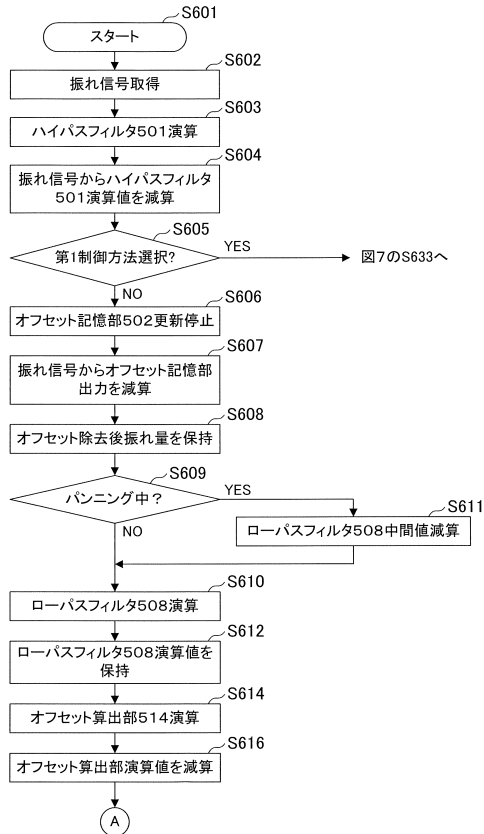 S601
スタート
S602
振れ信号取得
S603
ハイパスフィルタ501演算
S604
振れ信号からハイパスフィルタ
501演算値を減算
S605
第1制御方法選択?
YES
図7のS633へ
NO
S606
オフセット記憶部502更新停止
S607
振れ信号からオフセット記憶部
出力を減算
S608
オフセット除去後振れ量を保持
S609
パンニング中?
YES
S611
ローパスフィルタ508中間値減算
NO
S610
ローパスフィルタ508演算
S612
ローパスフィルタ508演算値を
保持
S614
オフセット算出部514演算
S616
オフセット算出部演算値を減算
A